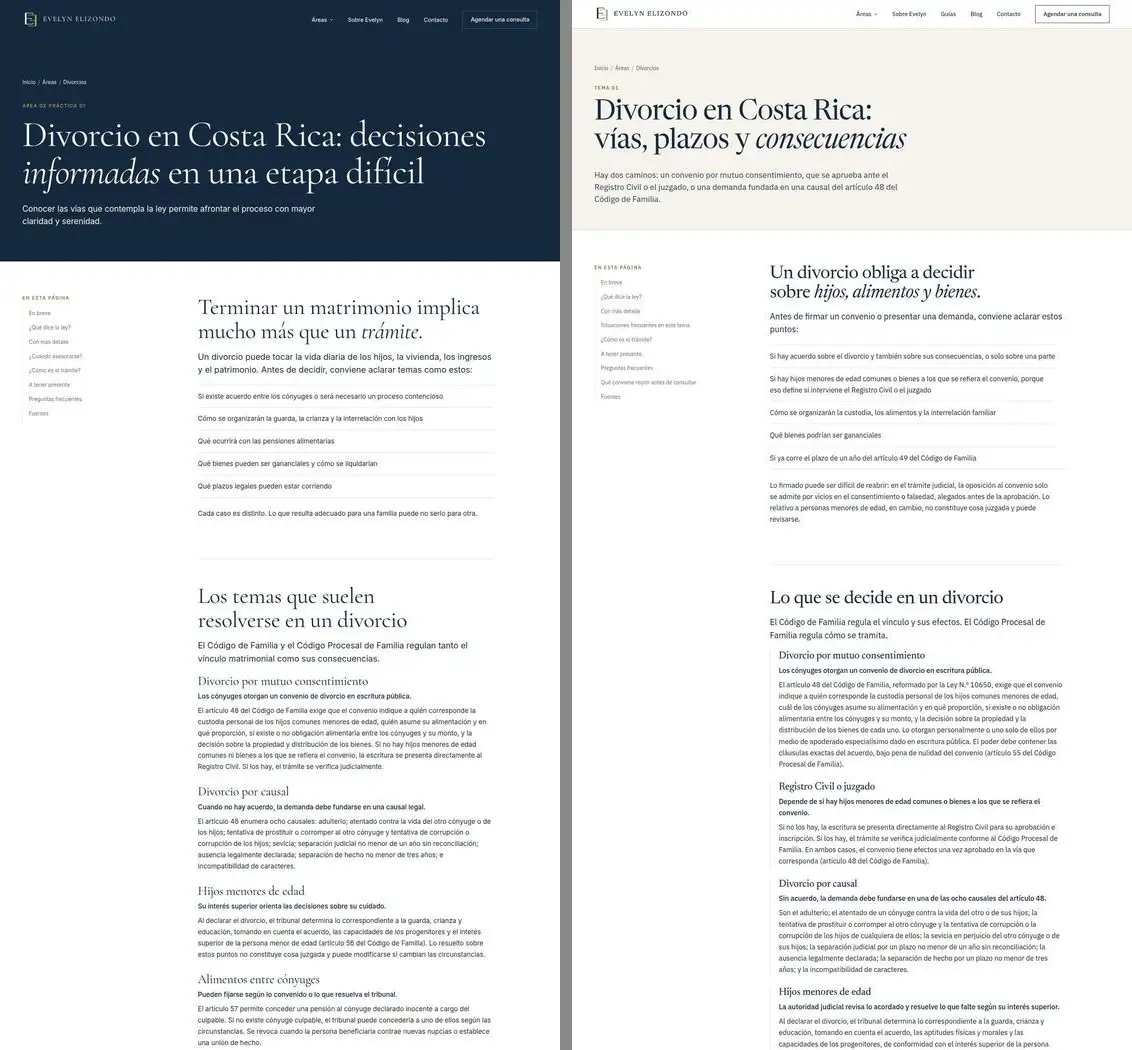 EVELYN ELIZONDO
Áreas
Sobre Evelyn
Blog
Contacto
Agendar una consulta
Inicio / Áreas / Divorcios
ÁREA DE PRÁCTICA 01
Divorcio en Costa Rica: decisiones
informadas en una etapa difícil
Conocer las vías que contempla la ley permite afrontar el proceso con mayor
claridad y serenidad.
EN ESTA PÁGINA
En breve
¿Qué dice la ley?
Con más detalle
¿Cuándo asesorarse?
¿Cómo es el trámite?
A tener presente
Preguntas frecuentes
Fuentes
Terminar un matrimonio implica
mucho más que un trámite.
Un divorcio puede tocar la vida diaria de los hijos, la vivienda, los ingresos
y el patrimonio. Antes de decidir, conviene aclarar temas como estos:
Si existe acuerdo entre los cónyuges o será necesario un proceso contencioso
Cómo se organizarán la guarda, la crianza y la interrelación con los hijos
Qué ocurrirá con las pensiones alimentarias
Qué bienes pueden ser gananciales y cómo se liquidarían
Qué plazos legales pueden estar corriendo
Cada caso es distinto. Lo que resulta adecuado para una familia puede no serlo para otra.
Los temas que suelen
resolverse en un divorcio
El Código de Familia y el Código Procesal de Familia regulan tanto el
vínculo matrimonial como sus consecuencias.
Divorcio por mutuo consentimiento
Los cónyuges otorgan un convenio de divorcio en escritura pública.
El artículo 48 del Código de Familia exige que el convenio indique a quién corresponde la
custodia personal de los hijos comunes menores de edad, quién asume su alimentación y en
qué proporción, si existe o no obligación alimentaria entre los cónyuges y su monto, y la
decisión sobre la propiedad y distribución de los bienes. Si no hay hijos menores de edad
comunes ni bienes a los que se refiera el convenio, la escritura se presenta directamente al
Registro Civil. Si los hay, el trámite se verifica judicialmente.
Divorcio por causal
Cuando no hay acuerdo, la demanda debe fundarse en una causal legal.
El artículo 48 enumera ocho causales: adulterio; atentado contra la vida del otro cónyuge o de
los hijos; tentativa de prostituir o corromper al otro cónyuge y tentativa de corrupción o
corrupción de los hijos; sevicia; separación judicial no menor de un año sin reconciliación;
ausencia legalmente declarada; separación de hecho no menor de tres años; e
incompatibilidad de caracteres.
Hijos menores de edad
Su interés superior orienta las decisiones sobre su cuidado.
Al declarar el divorcio, el tribunal determina lo correspondiente a la guarda, crianza y
educación, tomando en cuenta el acuerdo, las capacidades de los progenitores y el interés
superior de la persona menor de edad (artículo 56 del Código de Familia). Lo resuelto sobre
estos puntos no constituye cosa juzgada y puede modificarse si cambian las circunstancias.
Alimentos entre cónyuges
Pueden fijarse según lo convenido o lo que resuelva el tribunal.
El artículo 57 permite conceder una pensión al cónyuge declarado inocente a cargo del
culpable. Si no existe cónyuge culpable, el tribunal puede concederla a uno de ellos según las
circunstancias. Se revoca cuando la persona beneficiaria contrae nuevas nupcias o establece
una unión de hecho.
EVELYN ELIZONDO
Áreas
Sobre Evelyn
Guías
Blog
Contacto
Agendar una consulta
Inicio / Áreas / Divorcios
TEMA 01
Divorcio en Costa Rica:
vías, plazos y consecuencias
Hay dos caminos: un convenio por mutuo consentimiento, que se aprueba ante el
Registro Civil o el juzgado, o una demanda fundada en una causal del artículo 48 del
Código de Familia.
EN ESTA PÁGINA
En breve
¿Qué dice la ley?
Con más detalle
Situaciones frecuentes en este tema
¿Cómo es el trámite?
A tener presente
Preguntas frecuentes
Qué conviene reunir antes de consultar
Fuentes
Un divorcio obliga a decidir
sobre hijos, alimentos y bienes.
Antes de firmar un convenio o presentar una demanda, conviene aclarar estos
puntos:
Si hay acuerdo sobre el divorcio y también sobre sus consecuencias, o solo sobre una parte
Si hay hijos menores de edad comunes o bienes a los que se refiera el convenio, porque
eso define si interviene el Registro Civil o el juzgado
Cómo se organizarán la custodia, los alimentos y la interrelación familiar
Qué bienes podrían ser gananciales
Si ya corre el plazo de un año del artículo 49 del Código de Familia
Lo firmado puede ser difícil de reabrir: en el trámite judicial, la oposición al convenio solo
se admite por vicios en el consentimiento o falsedad, alegados antes de la aprobación. Lo
relativo a personas menores de edad, en cambio, no constituye cosa juzgada y puede
revisarse.
Lo que se decide en un divorcio
El Código de Familia regula el vínculo y sus efectos. El Código Procesal de
Familia regula cómo se tramita.
Divorcio por mutuo consentimiento
Los cónyuges otorgan un convenio de divorcio en escritura pública.
El artículo 48 del Código de Familia, reformado por la Ley N.º 10650, exige que el convenio
indique a quién corresponde la custodia personal de los hijos comunes menores de edad,
cuál de los cónyuges asume su alimentación y en qué proporción, si existe o no obligación
alimentaria entre los cónyuges y su monto, y la decisión sobre la propiedad y la
distribución de los bienes de cada uno. Lo otorgan personalmente o uno solo de ellos por
medio de apoderado especialísimo dado en escritura pública. El poder debe contener las
cláusulas exactas del acuerdo, bajo pena de nulidad del convenio (artículo 55 del Código
Procesal de Familia).
Registro Civil o juzgado
Depende de si hay hijos menores de edad comunes o bienes a los que se refiera el
convenio.
Si no los hay, la escritura se presenta directamente al Registro Civil para su aprobación e
inscripción. Si los hay, el trámite se verifica judicialmente conforme al Código Procesal de
Familia. En ambos casos, el convenio tiene efectos una vez aprobado en la vía que
corresponda (artículo 48 del Código de Familia).
Divorcio por causal
Sin acuerdo, la demanda debe fundarse en una de las ocho causales del artículo 48.
Son el adulterio; el atentado de un cónyuge contra la vida del otro o de sus hijos; la
tentativa de prostituir o corromper al otro cónyuge y la tentativa de corrupción o la
corrupción de los hijos de cualquiera de ellos; la sevicia en perjuicio del otro cónyuge o de
sus hijos; la separación judicial por un plazo no menor de un año sin reconciliación; la
ausencia legalmente declarada; la separación de hecho por un plazo no menor de tres
años; y la incompatibilidad de caracteres.
Hijos menores de edad
La autoridad judicial revisa lo acordado y resuelve lo que falte según su interés superior.
Al declarar el divorcio, el tribunal determina lo correspondiente a la guarda, crianza y
educación, tomando en cuenta el acuerdo, las aptitudes físicas y morales y las
capacidades de los progenitores, de conformidad con el interés superior de la persona